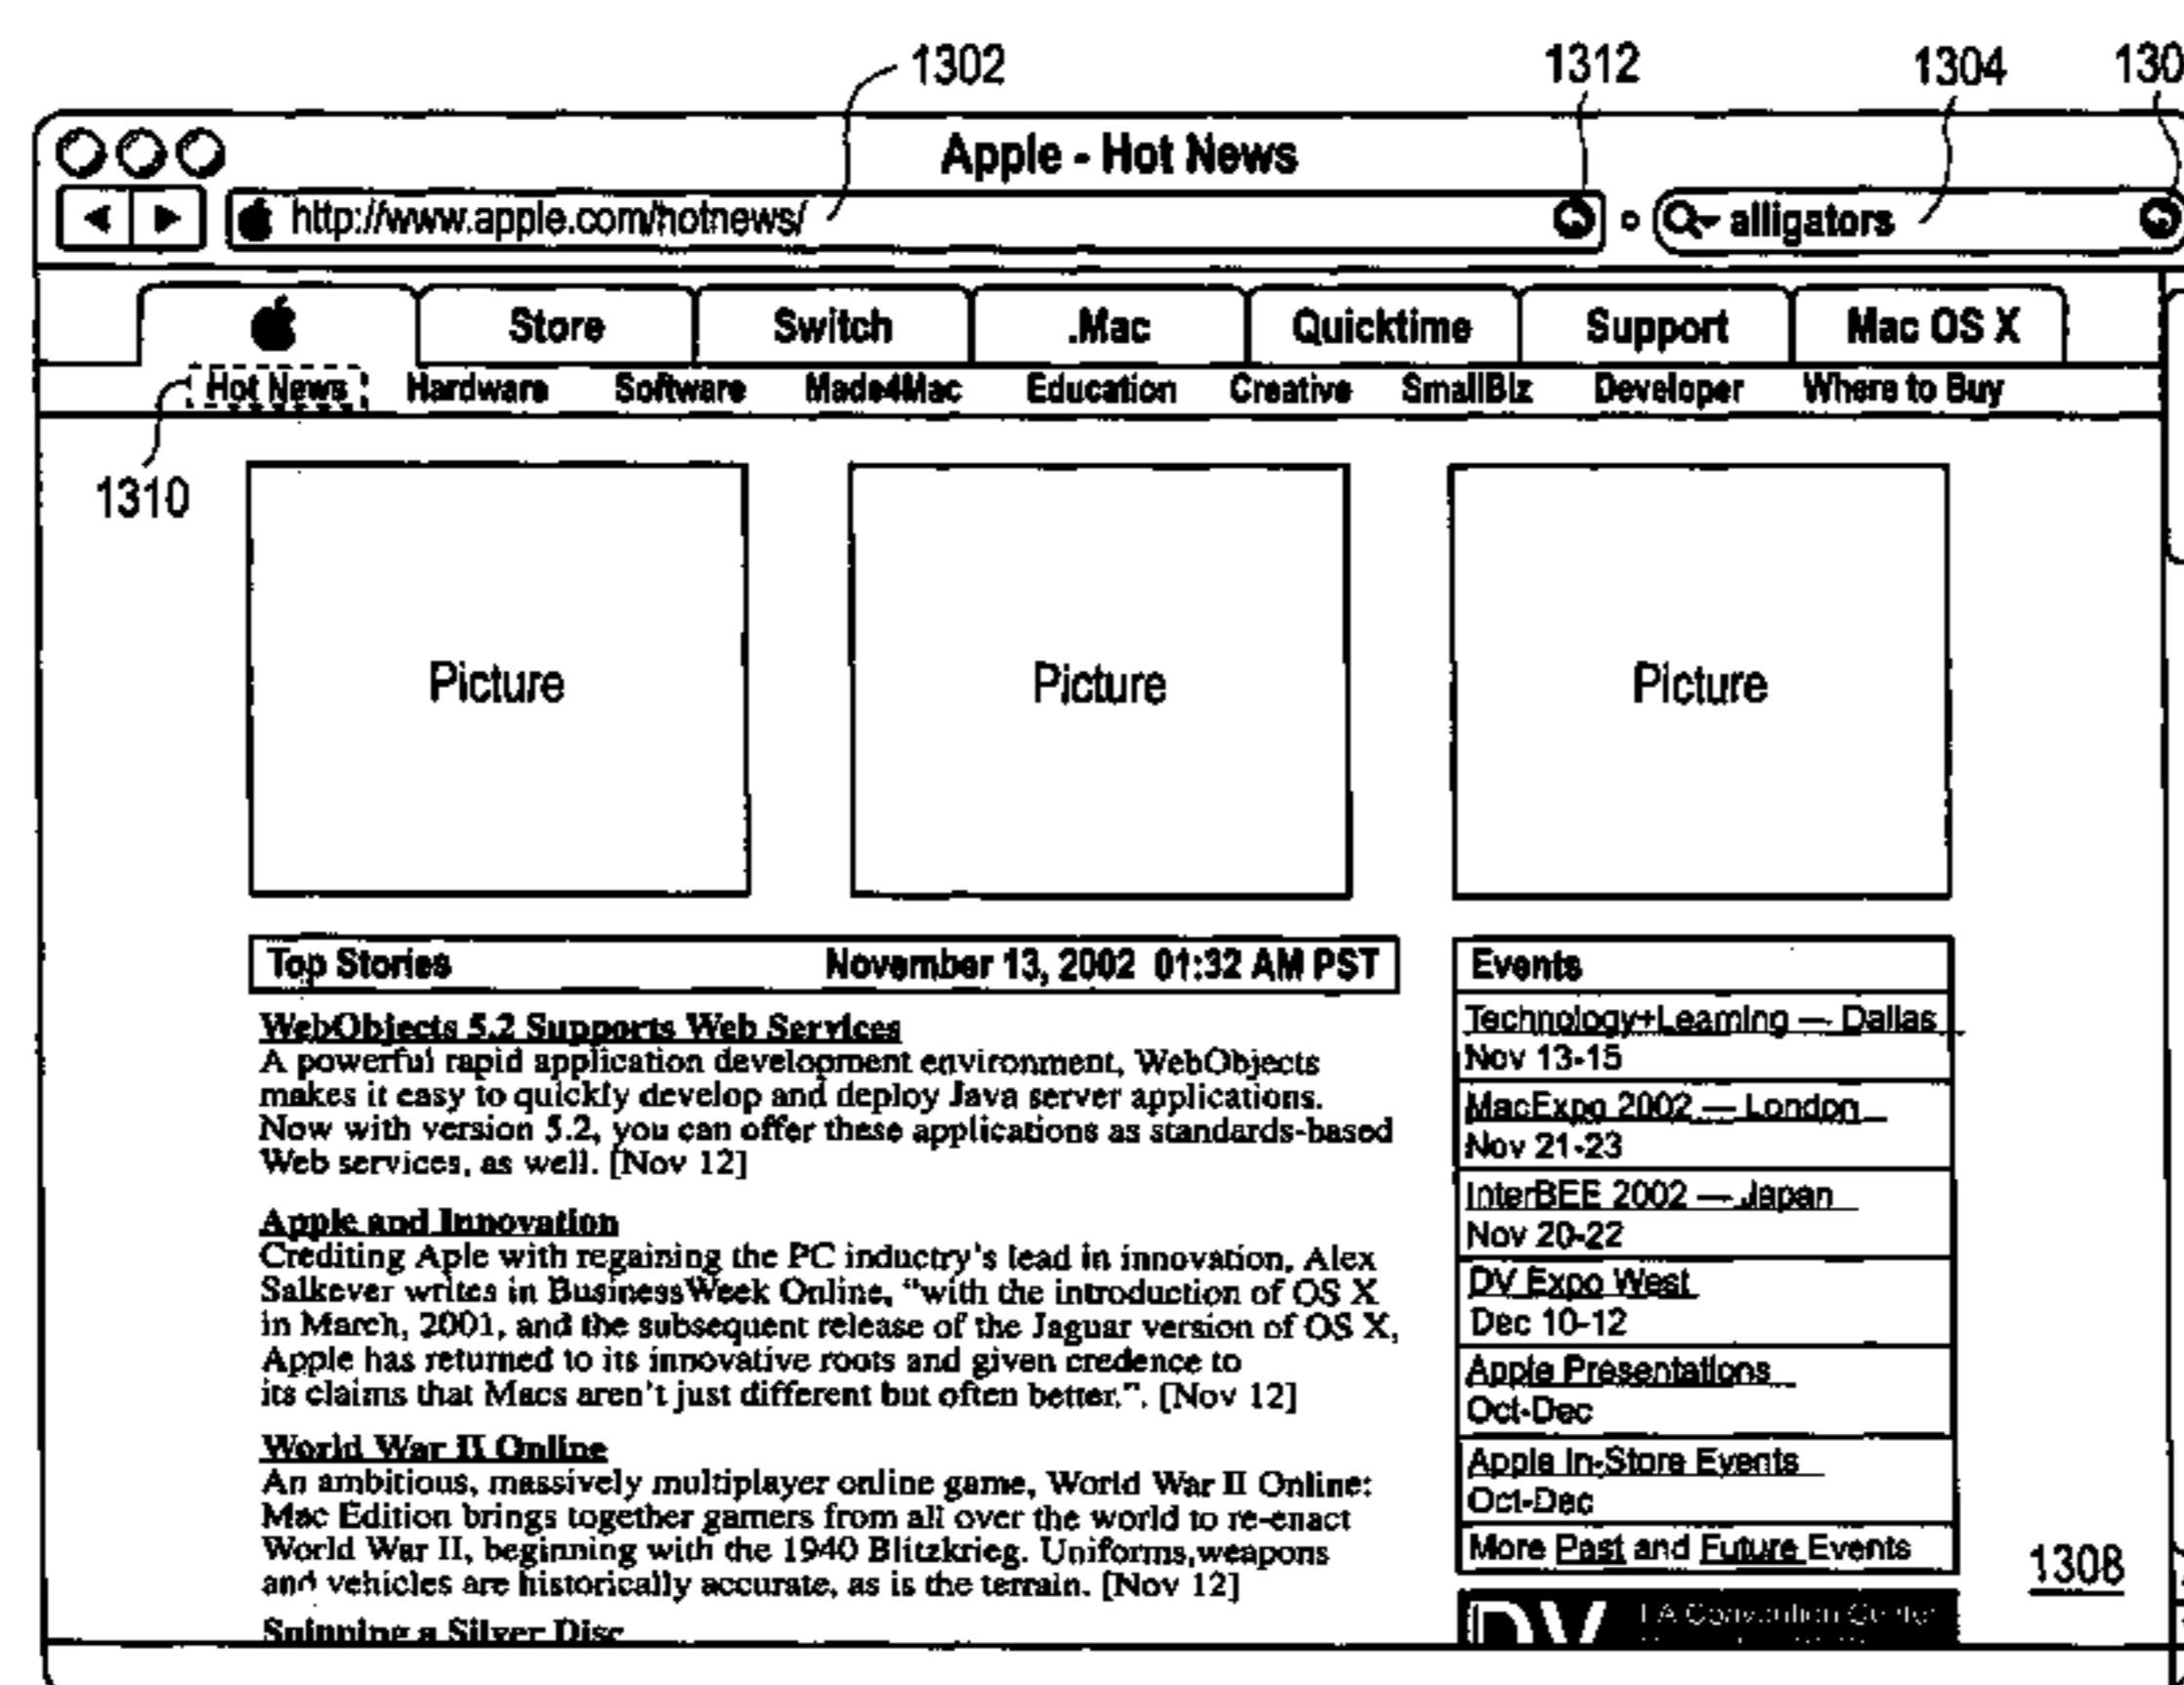 1302 1312 1304 130
Apple - Hot News
http://www.apple.com/hotnews/ alligators
Store Switch .Mac Quicktime Support Mac OS X
Hot News Hardware Software Made4Mac Education Creative SmallBiz Developer Where to Buy
1310
Picture Picture Picture
Top Stories November 13, 2002 01:32 AM PST
WebObjects 5.2 Supports Web Services
A powerful rapid application development environment, WebObjects
makes it easy to quickly develop and deploy Java server applications.
Now with version 5.2, you can offer these applications as standards-based
Web services, as well. [Nov 12]
Apple and Innovation
Crediting Aple with regaining the PC inductry's lead in innovation, Alex
Salkever writes in BusinessWeek Online, "with the introduction of OS X
in March, 2001, and the subsequent release of the Jaguar version of OS X,
Apple has returned to its innovative roots and given credence to
its claims that Macs aren't just different but often better.". [Nov 12]
World War II Online
An ambitious, massively multiplayer online game, World War II Online:
Mac Edition brings together gamers from all over the world to re-enact
World War II, beginning with the 1940 Blitzkrieg. Uniforms,weapons
and vehicles are historically accurate, as is the terrain. [Nov 12]
Spinning a Silver Disc
Events
Technology+Learning — Dallas
Nov 13-15
MacExpo 2002 — London
Nov 21-23
InterBEE 2002 — Japan
Nov 20-22
DV Expo West
Dec 10-12
Apple Presentations
Oct-Dec
Apple In-Store Events
Oct-Dec
More Past and Future Events
DV LA Convention Center
1308